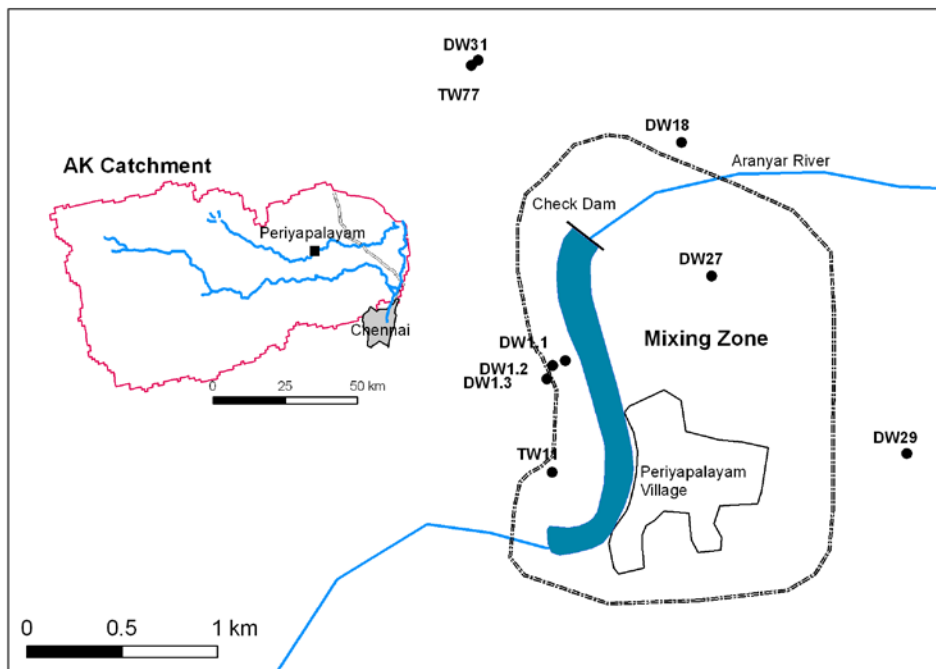 DW31
TW77
DW18
AK Catchment
Aranyar River
Check Dam
Periyapalayam
DW27
Chennai
Mixing Zone
DW1.1
DW1.2
DW1.3
0 25 50 km
DW29
TW11
Periyapalayam
Village
0 0.5 1 km